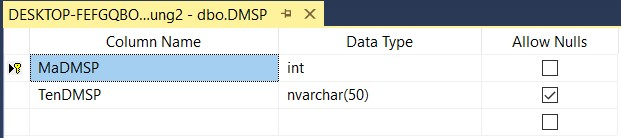 DESKTOP-FEFGQBO...ung2 - dbo.DMSP
Column Name Data Type Allow Nulls
MaDMSP int
TenDMSP nvarchar(50)